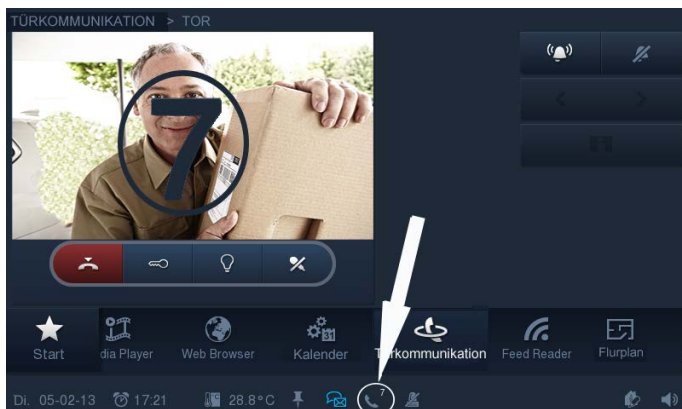 TÜRKOMMUNIKATION > TOR
7
31
Start
dia Player
Web Browser
Kalender
Türkommunikation
Feed Reader
Flurplan
Di. 05-02-13
17:21
28.8°C
7